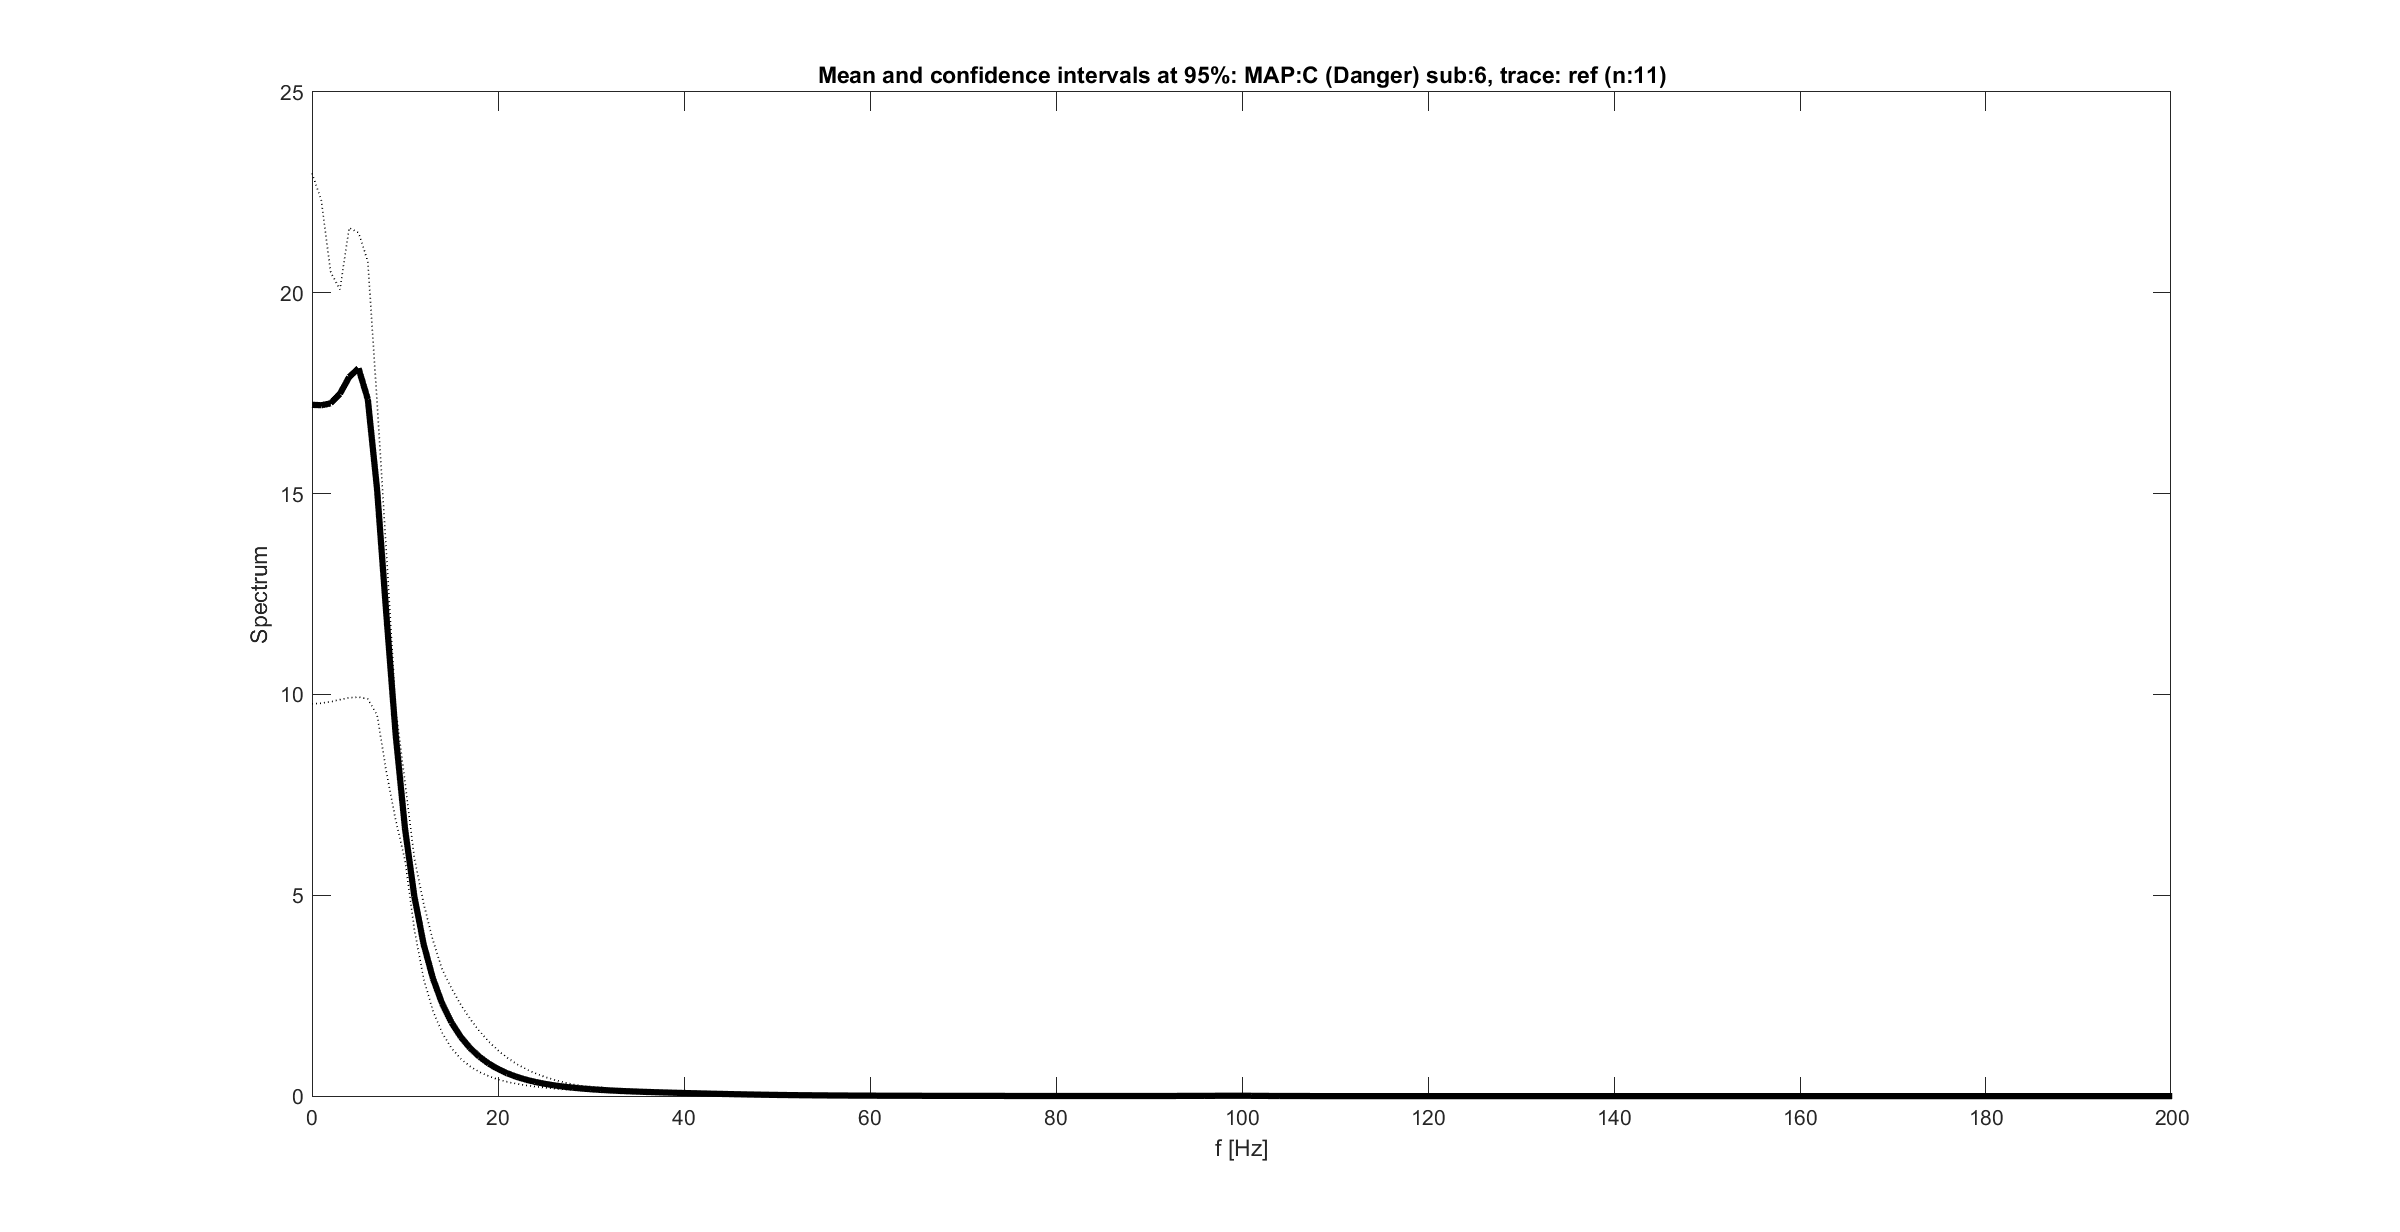 Mean and confidence intervals at 95%: MAP:C (Danger) sub:6, trace: ref (n:11)
25
20
15
10
5
0
Spectrum
0 20 40 60 80 100 120 140 160 180 200
f [Hz]